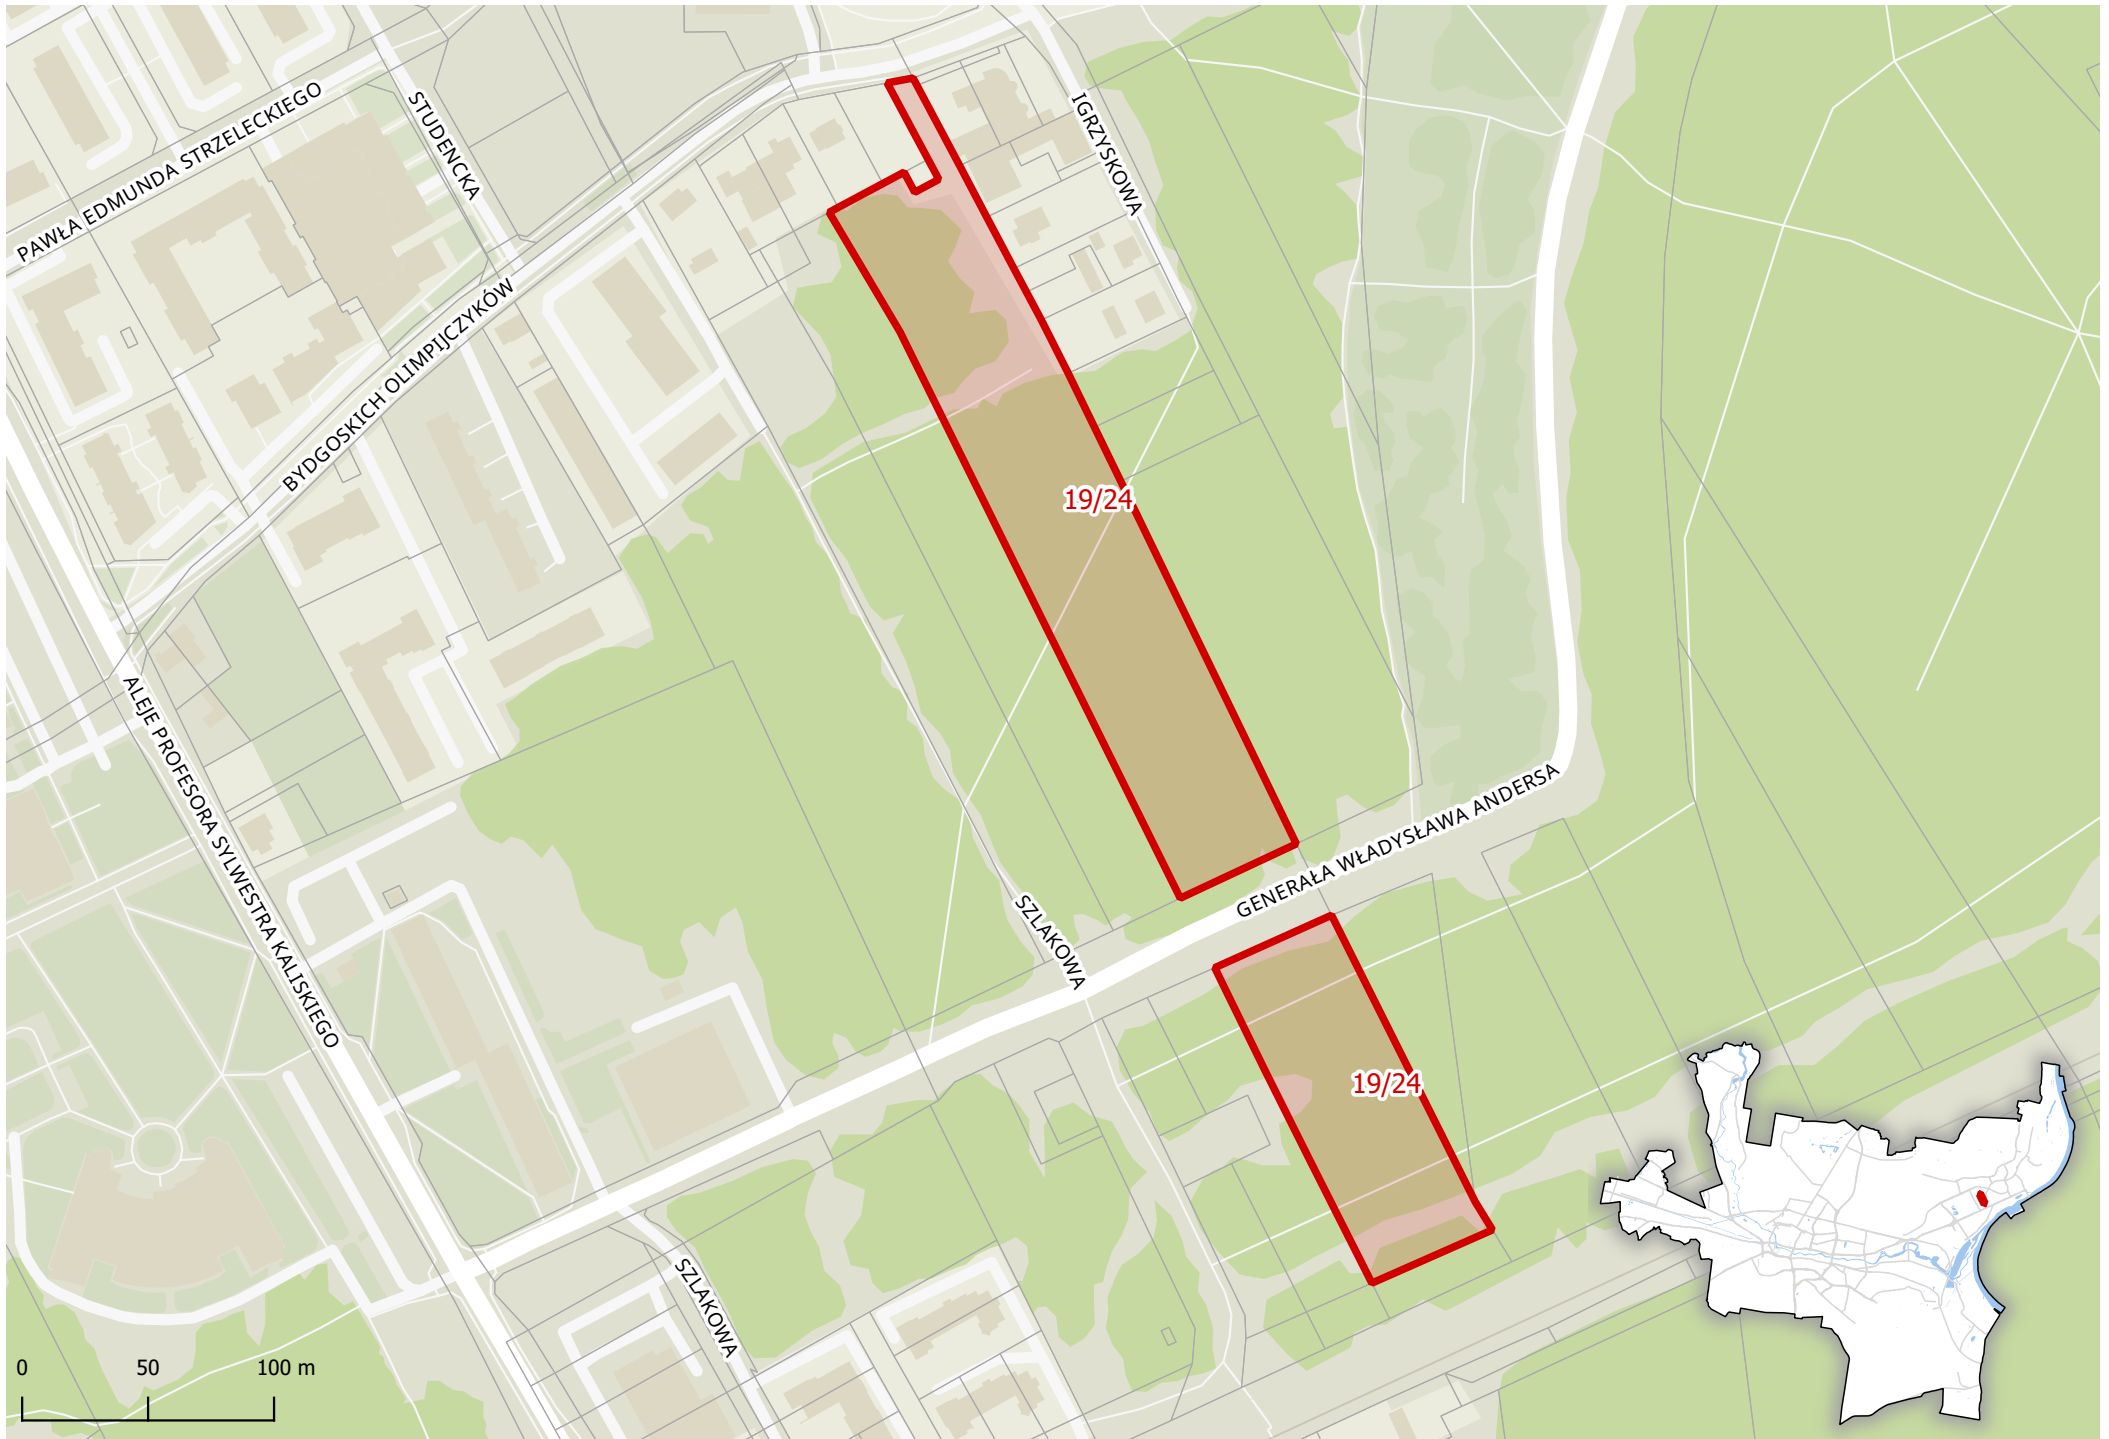 PAWŁA EDMUNDA STRZELECKIEGO
STUDENCKA
IGRZYSKOWA
BYDGOSKICH OLIMPIJCZYKÓW
19/24
ALEJE PROFESORA SYLWESTRA KALISKIEGO
GENERAŁA WŁADYSŁAWA ANDERSA
SZLAKOWA
19/24
SZLAKOWA
0 50 100 m